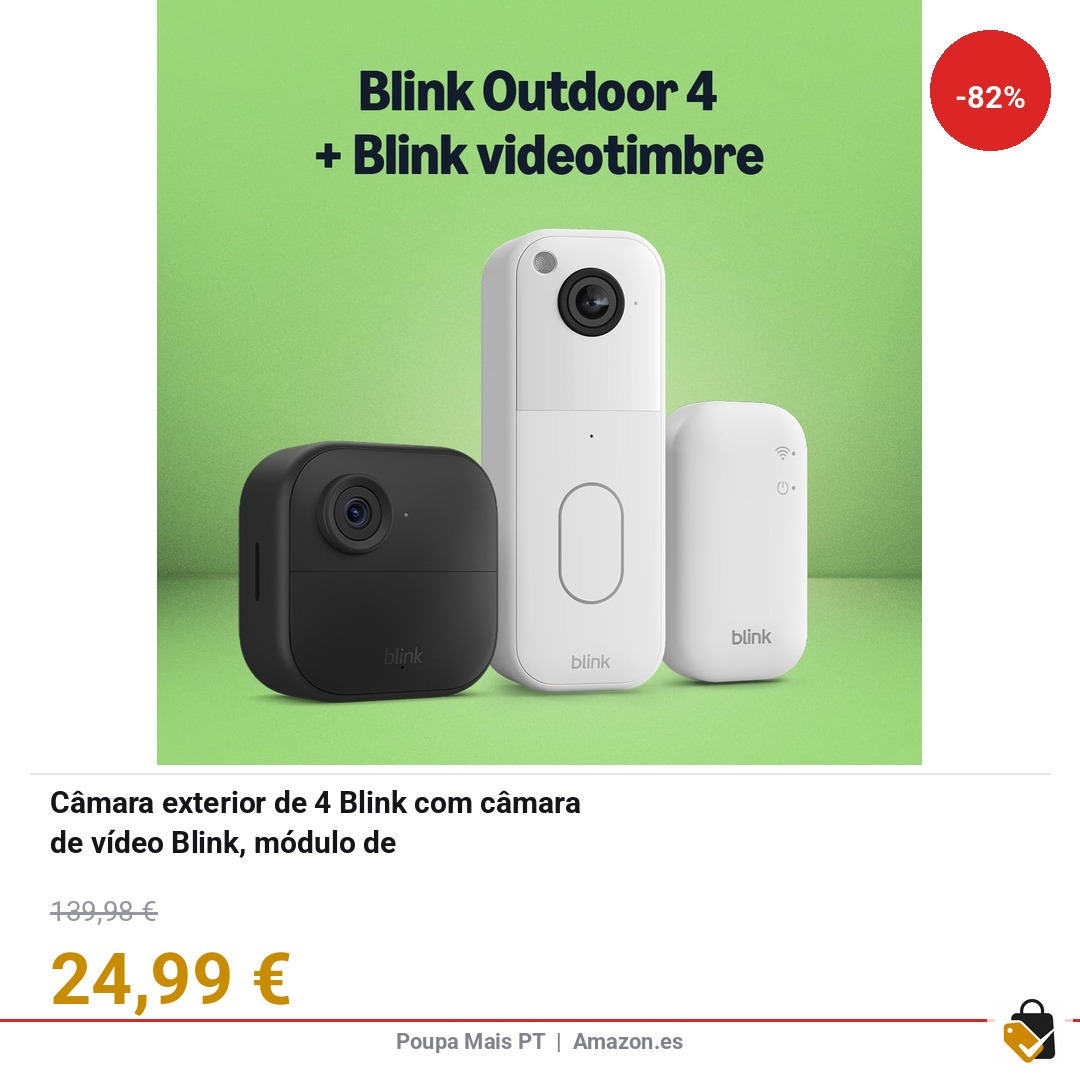 Blink Outdoor 4
+ Blink videotimbre
-82%
blink
blink
blink
Câmara exterior de 4 Blink com câmara
de vídeo Blink, módulo de
139,98 €
24,99 €
Poupa Mais PT | Amazon.es